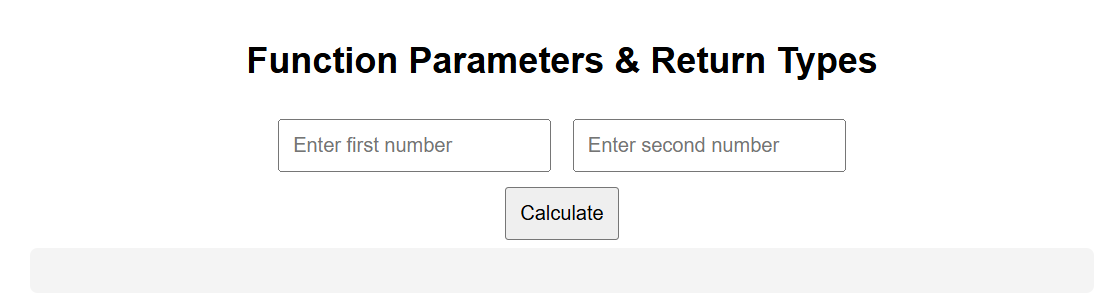 Function Parameters & Return Types
Enter first number Enter second number
Calculate